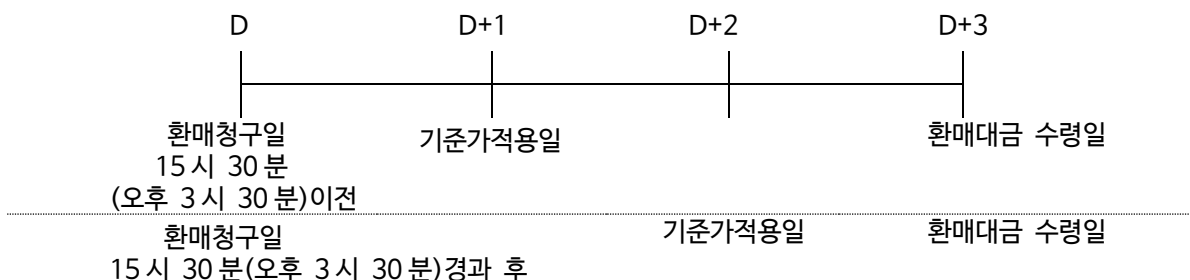 D D+1 D+2 D+3
환매청구일 기준가적용일 환매대금 수령일
15시 30분
(오후 3시 30분)이전
환매청구일 기준가적용일 환매대금 수령일
15시 30분(오후 3시 30분)경과 후